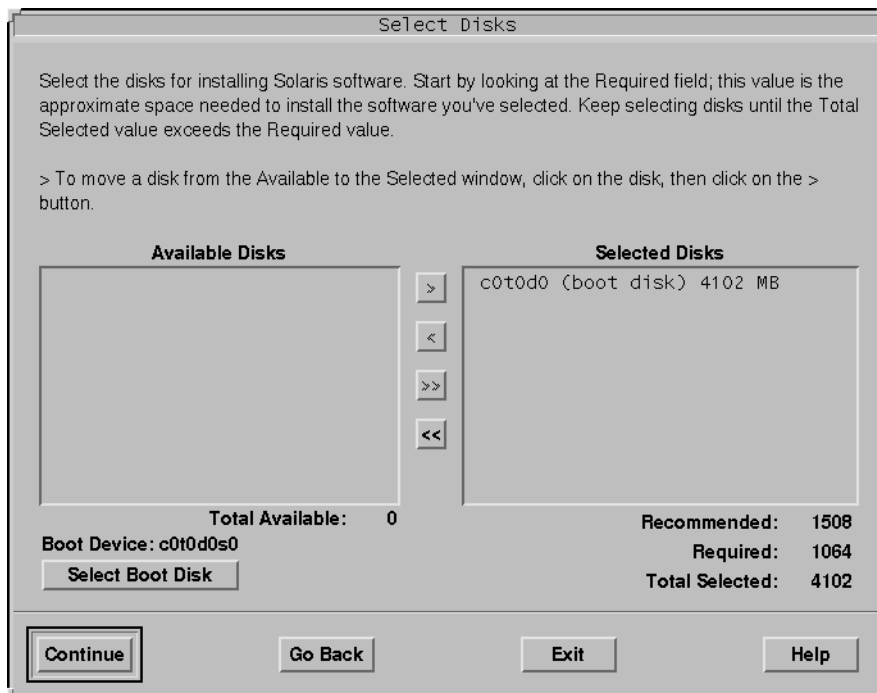 Select Disks
Select the disks for installing Solaris software. Start by looking at the Required field; this value is the
approximate space needed to install the software you've selected. Keep selecting disks until the Total
Selected value exceeds the Required value.
> To move a disk from the Available to the Selected window, click on the disk, then click on the >
button.
Available Disks
Selected Disks
c0t0d0 (boot disk) 4102 MB
>
<
>>
<<
Total Available: 0
Boot Device: c0t0d0s0
Select Boot Disk
Recommended: 1508
Required: 1064
Total Selected: 4102
Continue
Go Back
Exit
Help